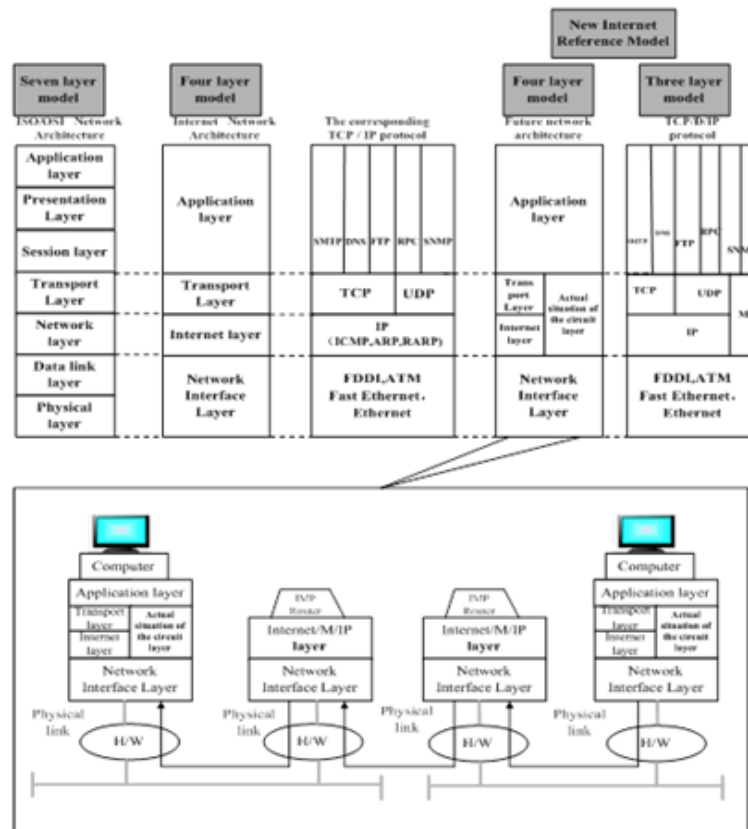 New Internet
Reference Model
Seven layer
model
Four layer
model
Four layer
model
Three layer
model
ISO/OSI Network
Architecture
Internet Network
Architecture
The corresponding
TCP / IP protocol
Future network
architecture
TCP/D/IP
protocol
Application
layer
Presentation
Layer
Session layer
Transport
Layer
Network
layer
Data link
layer
Physical
layer
Application
layer
Transport
Layer
Internet layer
Network
Interface
Layer
SMTP
DNS
FTP
RPC
SNMP
TCP
UDP
IP
(ICMP,ARP,RARP)
FDDI,ATM
Fast Ethernet,
Ethernet
Application
layer
Trans
port
Layer
Internet
layer
Actual
situation of
the circuit
layer
Network
Interface
Layer
SMTP
DNS
FTP
RPC
SNM
TCP
UDP
M
IP
FDDI,ATM
Fast Ethernet,
Ethernet
Computer
Application layer
Transport
layer
Internet
layer
Actual
situation of
the circuit
layer
Network
Interface Layer
IMP
Router
Internet/M/IP
layer
Network
Interface Layer
IMP
Router
Internet/M/IP
layer
Network
Interface Layer
Computer
Application layer
Transport
layer
Internet
layer
Actual
situation of
the circuit
layer
Network
Interface Layer
Physical
link
H/W
Physical
link
H/W
Physical
link
H/W
Physical
link
H/W